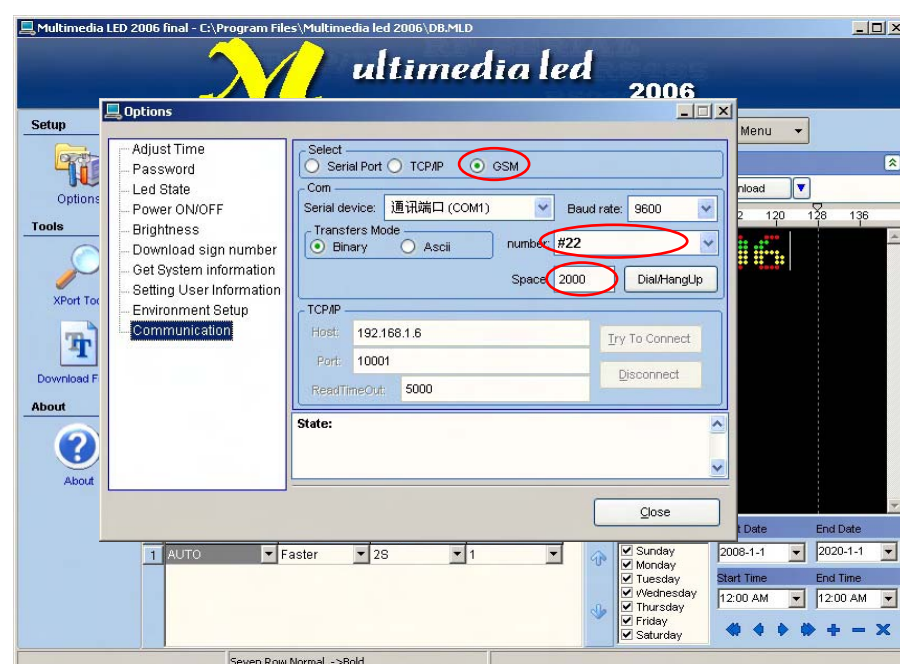 Multimedia LED 2006 final - C:\Program Files\Multimedia led 2006\DB.MLD
Multimedia led
2006
Options
Setup
Menu
Options
Tools
XPort Too
Download F
About
About
Adjust Time
Password
Led State
Power ON/OFF
Brightness
Download sign number
Get System information
Setting User Information
Environment Setup
Communication
Select
Serial Port TCP/IP GSM
Com
Serial device: 通讯端口 (COM1) Baud rate: 9600
Transfers Mode
Binary Ascii number: #22
Space 2000 Dial/HangUp
TCP/IP
Host: 192.168.1.6 Try To Connect
Port: 10001
Disconnect
ReadTimeOut: 5000
State:
Close
nload
2 120 128 136
1 AUTO Faster 2S 1
Sunday
Monday
Tuesday
Wednesday
Thursday
Friday
Saturday
t Date End Date
2008-1-1 2020-1-1
Start Time End Time
12:00 AM 12:00 AM
Seven Row Normal ->Bold